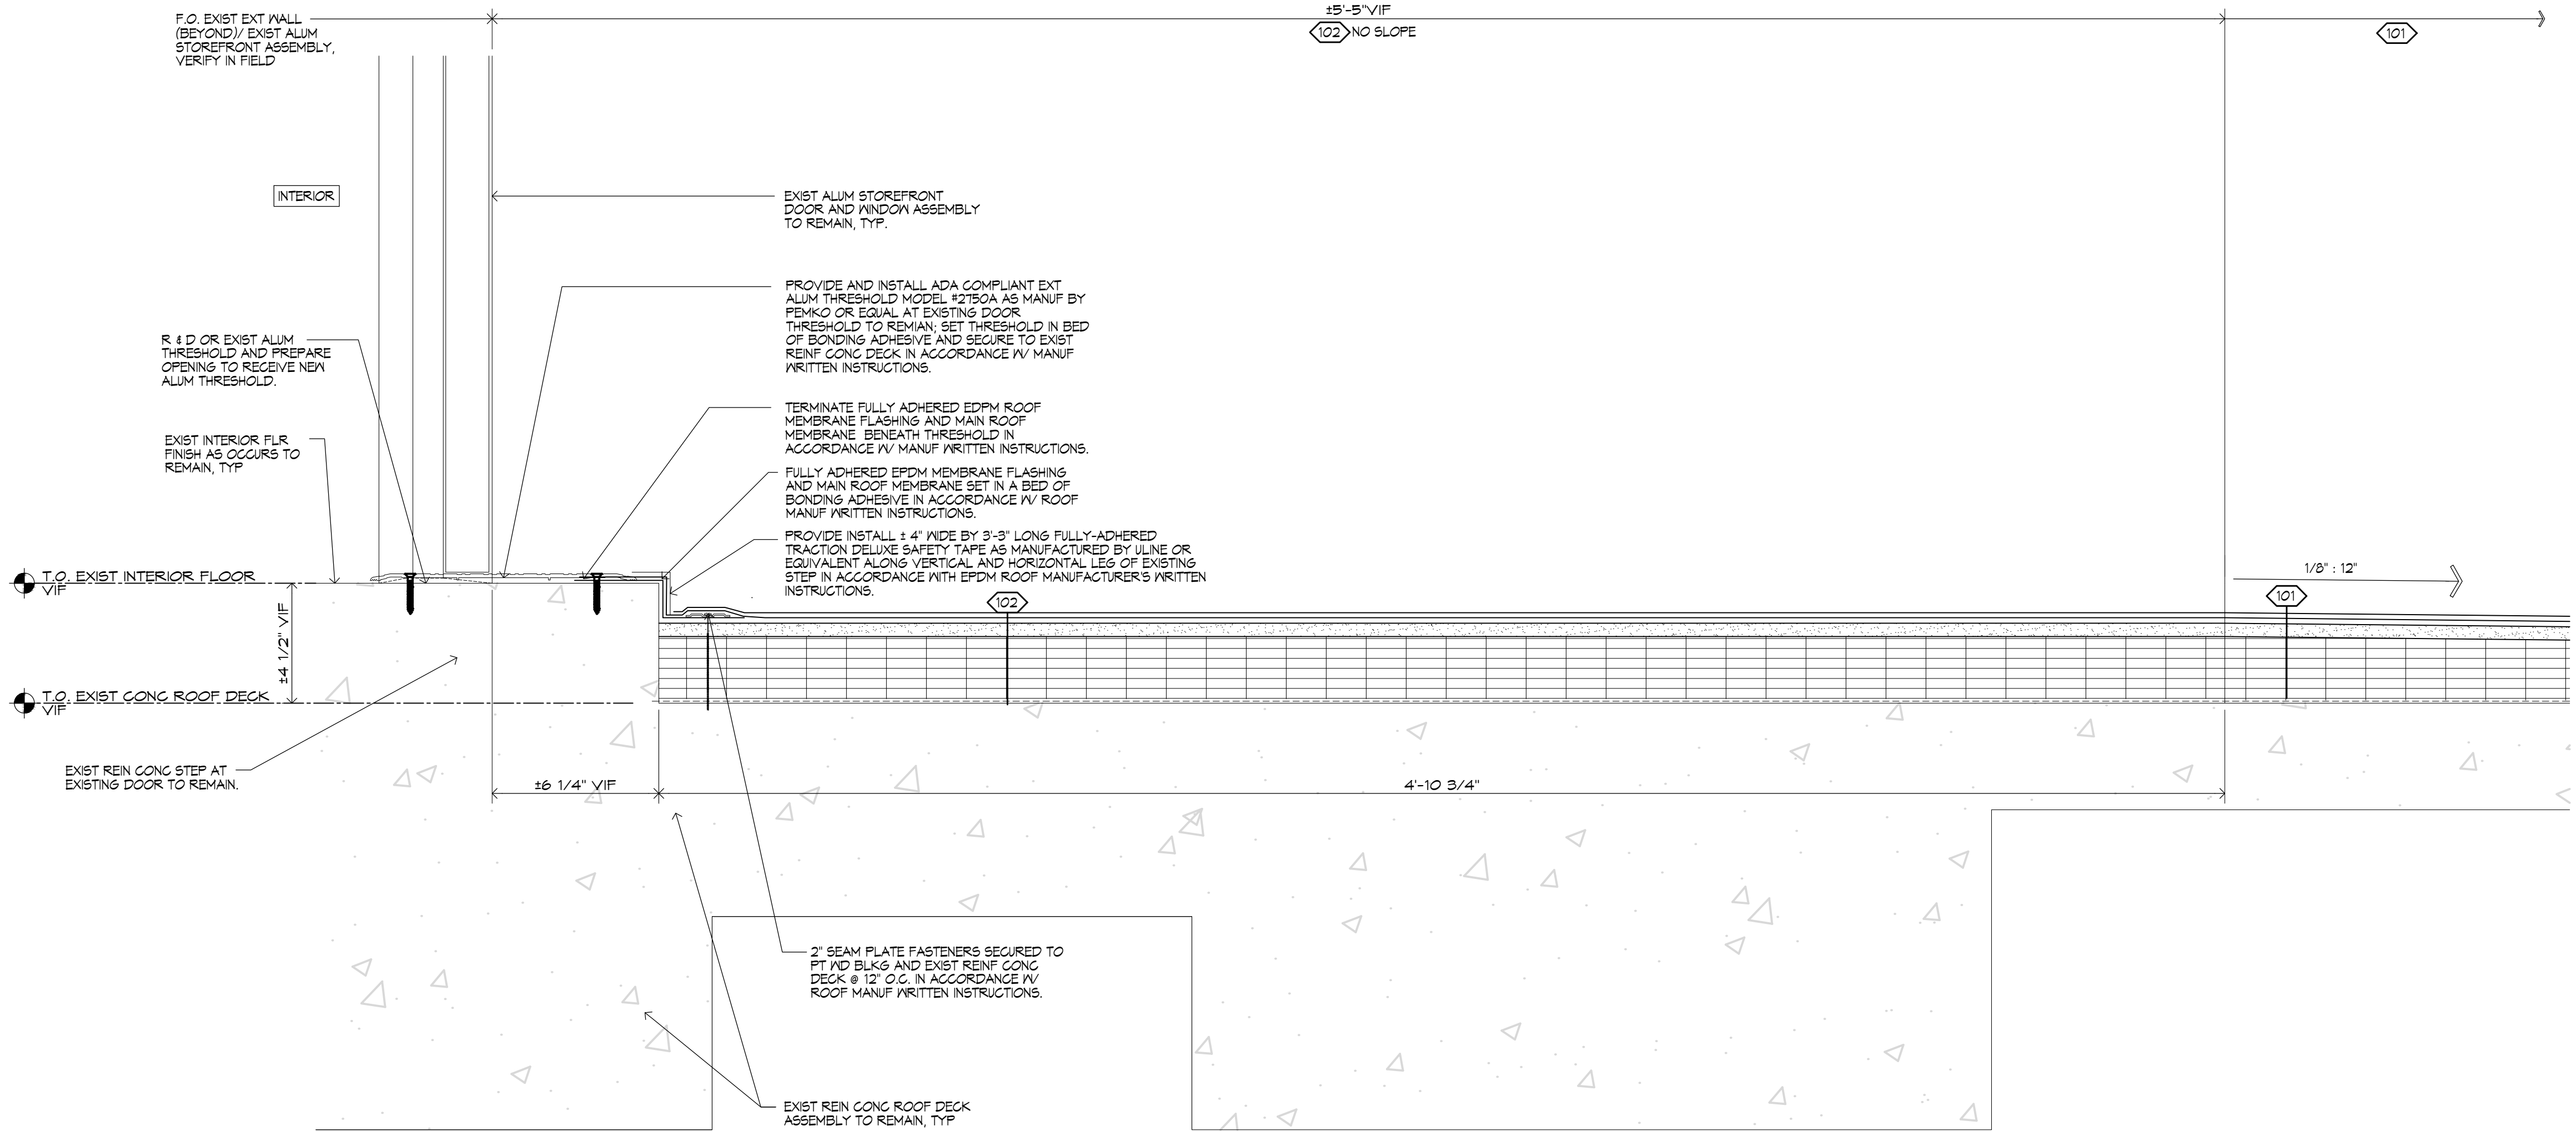 F.O. EXIST EXT WALL
(BEYOND)/ EXIST ALUM
STOREFRONT ASSEMBLY,
VERIFY IN FIELD
±5'-5"VIF
102 NO SLOPE
101
INTERIOR
EXIST ALUM STOREFRONT
DOOR AND WINDOW ASSEMBLY
TO REMAIN, TYP.
PROVIDE AND INSTALL ADA COMPLIANT EXT
ALUM THRESHOLD MODEL #2750A AS MANUF BY
PEMKO OR EQUAL AT EXISTING DOOR
THRESHOLD TO REMIAN; SET THRESHOLD IN BED
OF BONDING ADHESIVE AND SECURE TO EXIST
REINF CONC DECK IN ACCORDANCE W/ MANUF
WRITTEN INSTRUCTIONS.
R & D OR EXIST ALUM
THRESHOLD AND PREPARE
OPENING TO RECEIVE NEW
ALUM THRESHOLD.
TERMINATE FULLY ADHERED EDPM ROOF
MEMBRANE FLASHING AND MAIN ROOF
MEMBRANE BENEATH THRESHOLD IN
ACCORDANCE W/ MANUF WRITTEN INSTRUCTIONS.
EXIST INTERIOR FLR
FINISH AS OCCURS TO
REMAIN, TYP
FULLY ADHERED EPDM MEMBRANE FLASHING
AND MAIN ROOF MEMBRANE SET IN A BED OF
BONDING ADHESIVE IN ACCORDANCE W/ ROOF
MANUF WRITTEN INSTRUCTIONS.
PROVIDE INSTALL ± 4" WIDE BY 3'-3" LONG FULLY-ADHERED
TRACTION DELUXE SAFETY TAPE AS MANUFACTURED BY ULINE OR
EQUIVALENT ALONG VERTICAL AND HORIZONTAL LEG OF EXISTING
STEP IN ACCORDANCE WITH EPDM ROOF MANUFACTURER'S WRITTEN
INSTRUCTIONS.
T.O. EXIST INTERIOR FLOOR
VIF
1/8" : 12"
102
101
±4 1/2" VIF
T.O. EXIST CONC ROOF DECK
VIF
EXIST REIN CONC STEP AT
EXISTING DOOR TO REMAIN.
±6 1/4" VIF
4'-10 3/4"
2" SEAM PLATE FASTENERS SECURED TO
PT WD BLKG AND EXIST REINF CONC
DECK @ 12" O.C. IN ACCORDANCE W/
ROOF MANUF WRITTEN INSTRUCTIONS.
EXIST REIN CONC ROOF DECK
ASSEMBLY TO REMAIN, TYP